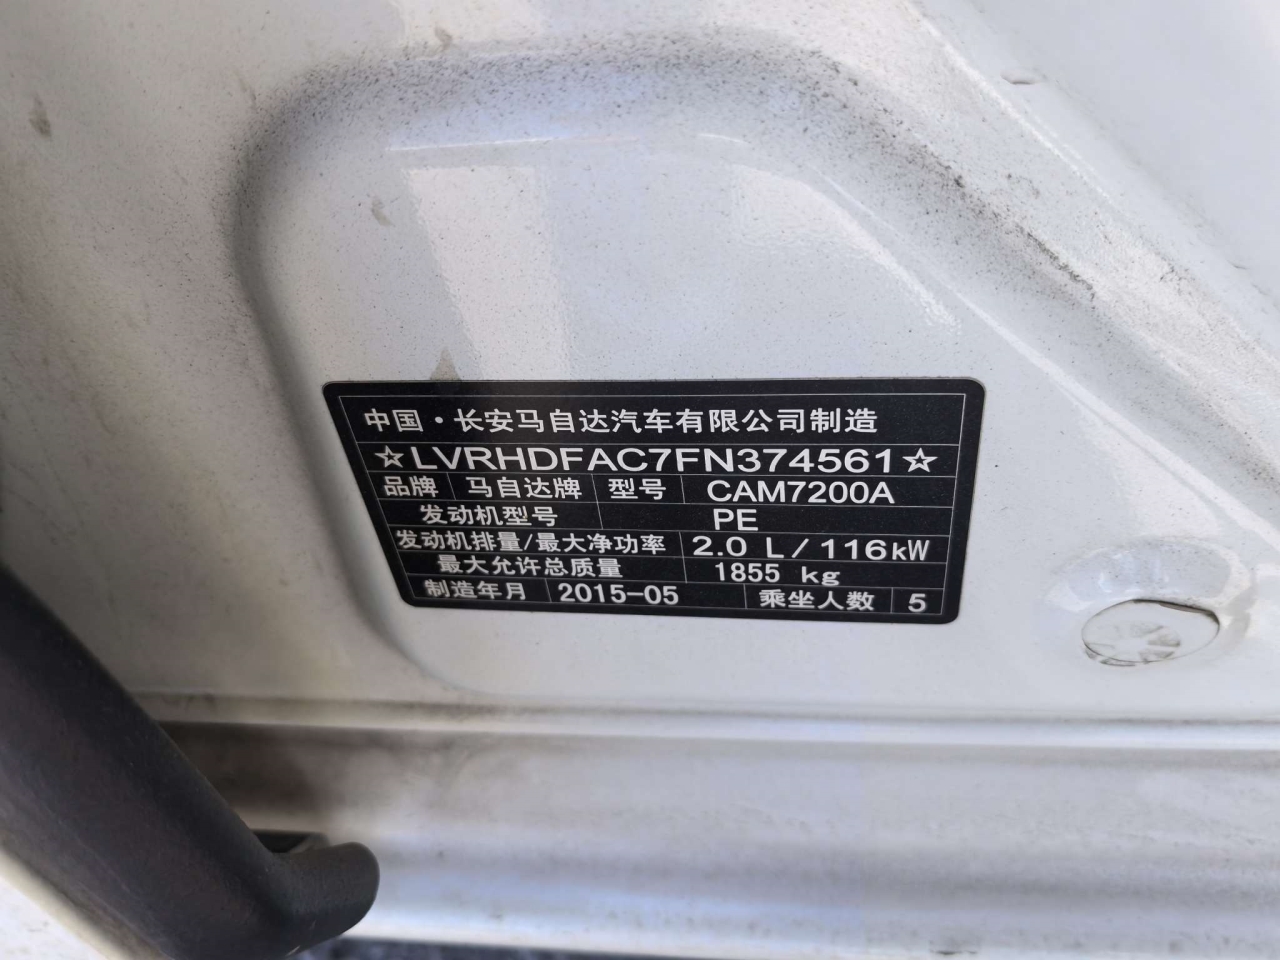 中国·长安马自达汽车有限公司制造
☆LVRHDFAC7FN374561☆
品牌 马自达牌 型号 CAM7200A
发动机型号 PE
发动机排量/最大净功率 2.0 L/116kW
最大允许总质量 1855 kg
制造年月 2015-05 乘坐人数 5